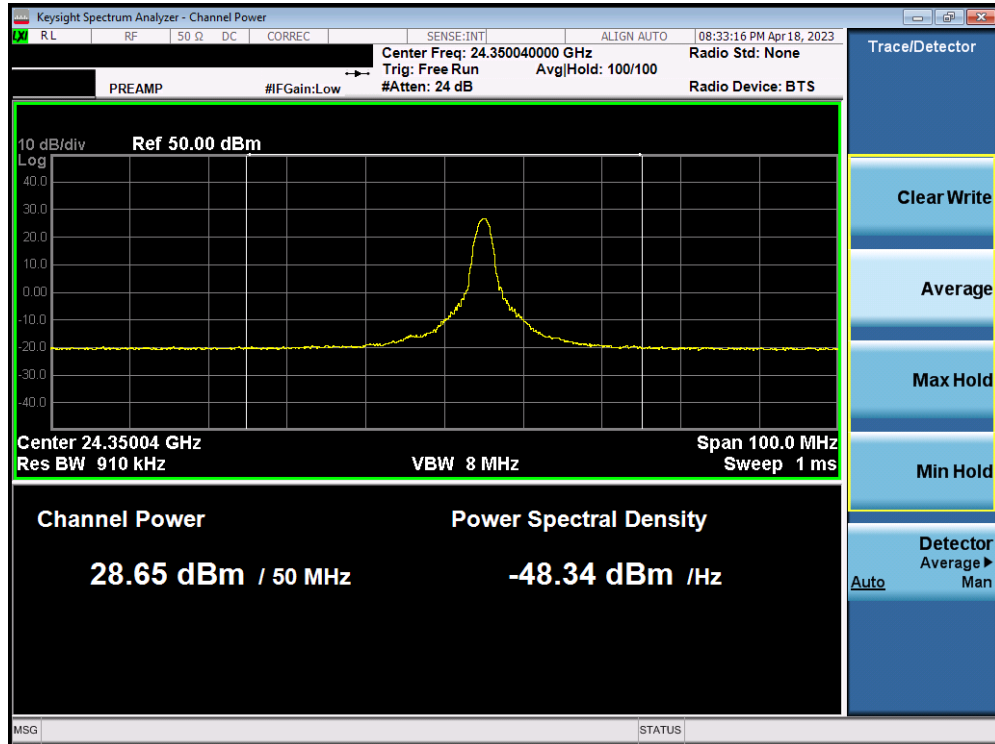 Keysight Spectrum Analyzer - Channel Power
LXI RL RF 50 Ω DC CORREC SENSE:INT ALIGN AUTO 08:33:16 PM Apr 18, 2023
Center Freq: 24.350040000 GHz Radio Std: None
Trig: Free Run Avg|Hold: 100/100
PREAMP #IFGain:Low #Atten: 24 dB Radio Device: BTS
10 dB/div Ref 50.00 dBm
Log
40.0
30.0
20.0
10.0
0.00
-10.0
-20.0
-30.0
-40.0
Center 24.35004 GHz Span 100.0 MHz
Res BW 910 kHz VBW 8 MHz Sweep 1 ms
Channel Power Power Spectral Density
28.65 dBm / 50 MHz -48.34 dBm /Hz
MSG STATUS
Trace/Detector
Clear Write
Average
Max Hold
Min Hold
Detector
Average▶
Auto Man